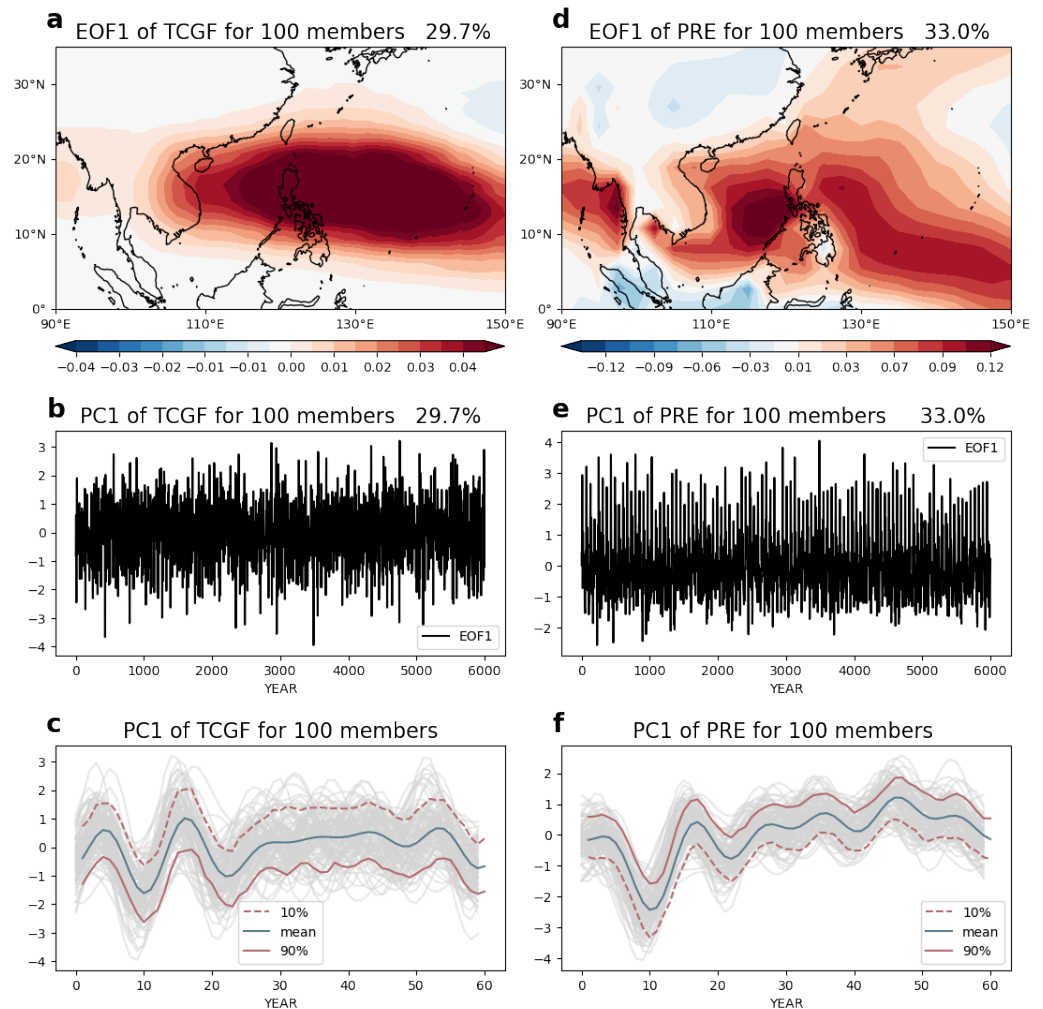 a
EOF1 of TCGF for 100 members 29.7%
30°N
20°N
10°N
0°
90°E 110°E 130°E 150°E
−0.04 −0.03 −0.02 −0.01 −0.01 0.00 0.01 0.01 0.02 0.03 0.04
d
EOF1 of PRE for 100 members 33.0%
30°N
20°N
10°N
0°
90°E 110°E 130°E 150°E
−0.12 −0.09 −0.06 −0.03 0.01 0.03 0.07 0.09 0.12
b
PC1 of TCGF for 100 members 29.7%
3
2
1
0
−1
−2
−3
−4
EOF1
0 1000 2000 3000 4000 5000 6000
YEAR
e
PC1 of PRE for 100 members 33.0%
EOF1
4
3
2
1
0
−1
−2
0 1000 2000 3000 4000 5000 6000
YEAR
c
PC1 of TCGF for 100 members
3
2
1
0
−1
−2
−3
−4
10%
mean
90%
0 10 20 30 40 50 60
YEAR
f
PC1 of PRE for 100 members
2
1
0
−1
−2
−3
−4
10%
mean
90%
0 10 20 30 40 50 60
YEAR